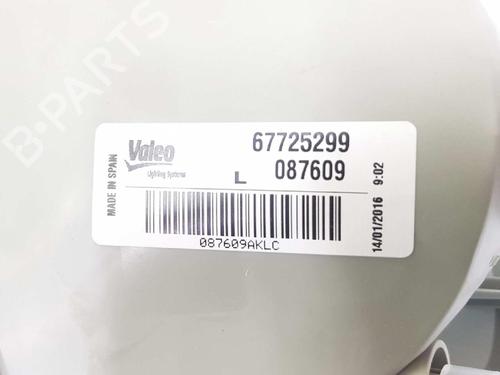 B-PARTS
MADE IN SPAIN
Valeo
Lighting Systems
67725299
L 087609
087609AKLC
14/01/2016 9:02